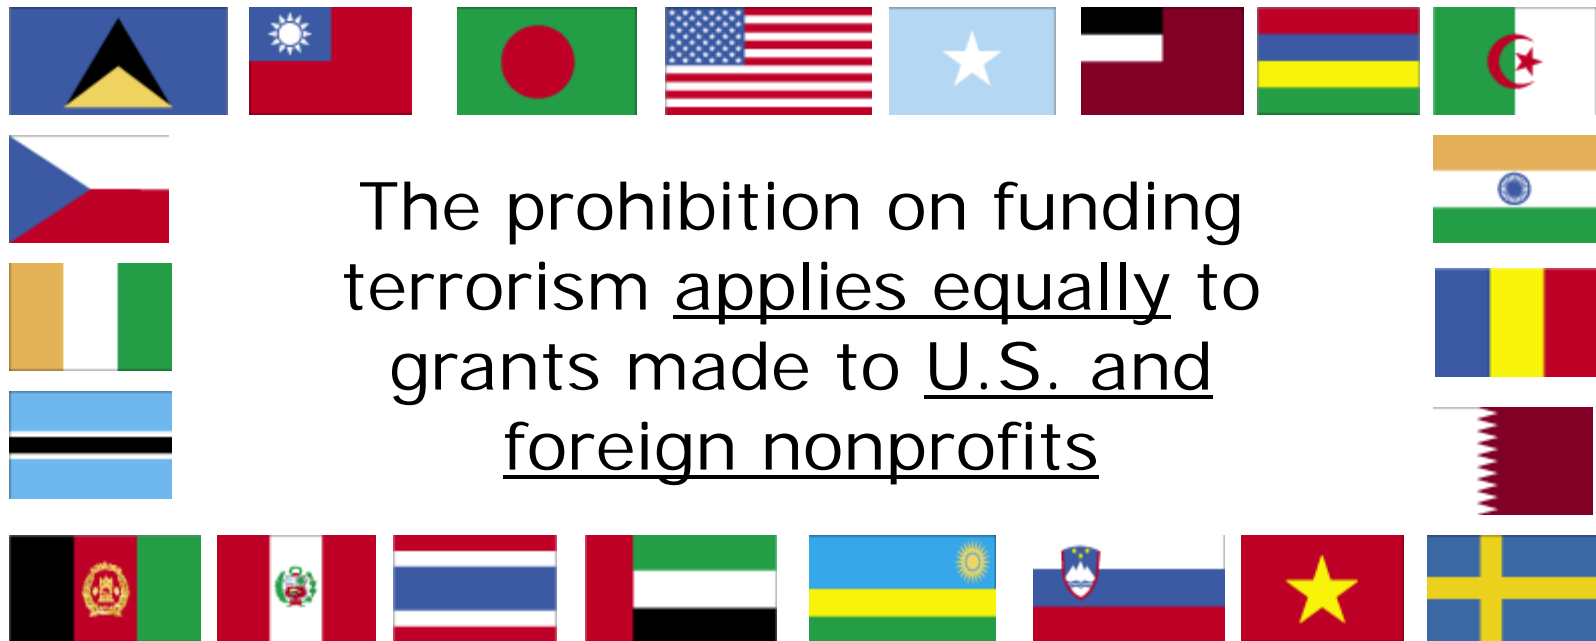 The prohibition on funding
terrorism applies equally to
grants made to U.S. and
foreign nonprofits